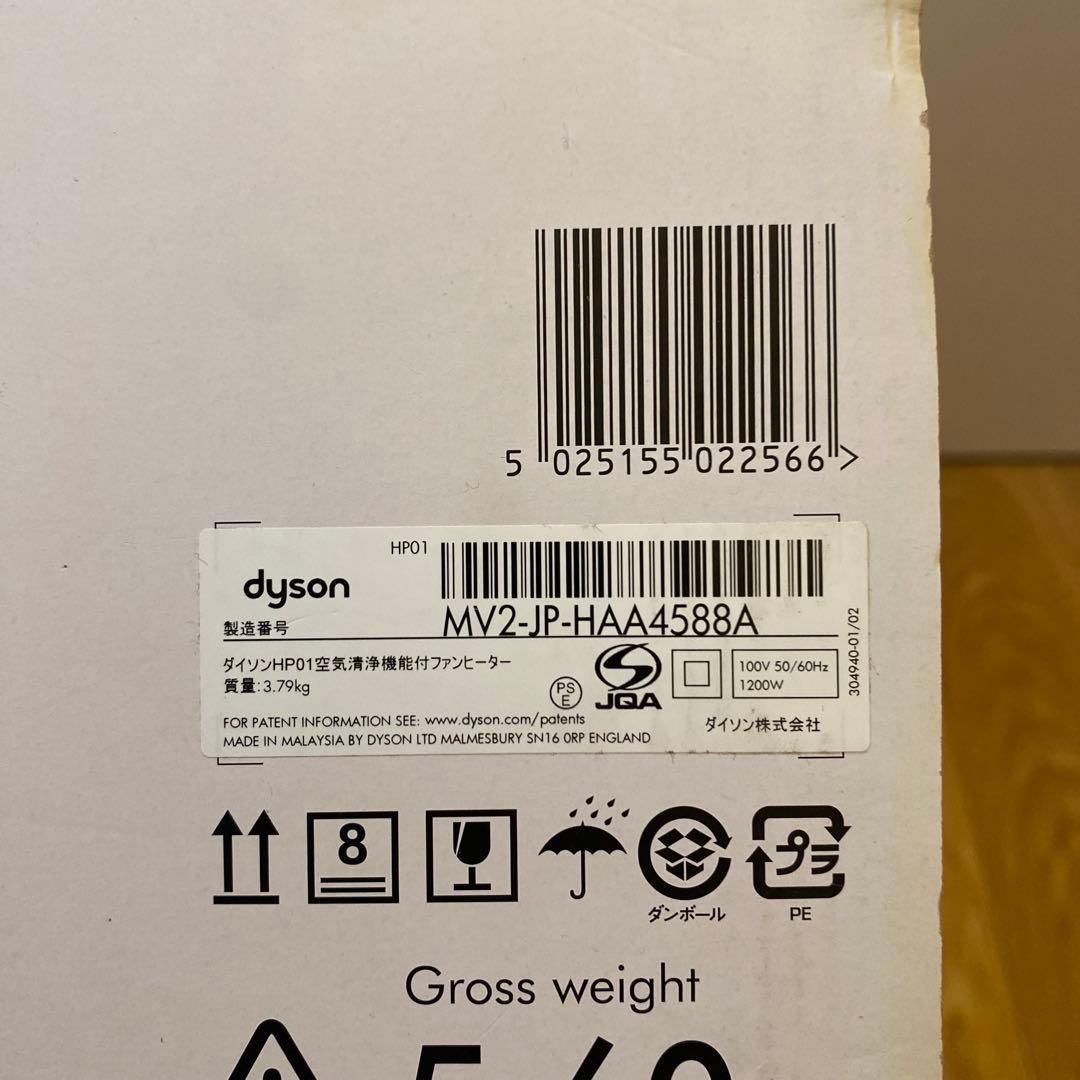 5 025155 022566 >
HP01
dyson
製造番号 MV2-JP-HAA4588A
ダイソンHP01空気清浄機能付ファンヒーター
質量:3.79kg
PS
E
JQA
100V 50/60Hz
1200W
304940-01/02
FOR PATENT INFORMATION SEE: www.dyson.com/patents
ダイソン株式会社
MADE IN MALAYSIA BY DYSON LTD MALMESBURY SN16 0RP ENGLAND
8
プラ
ダンボール
PE
Gross weight